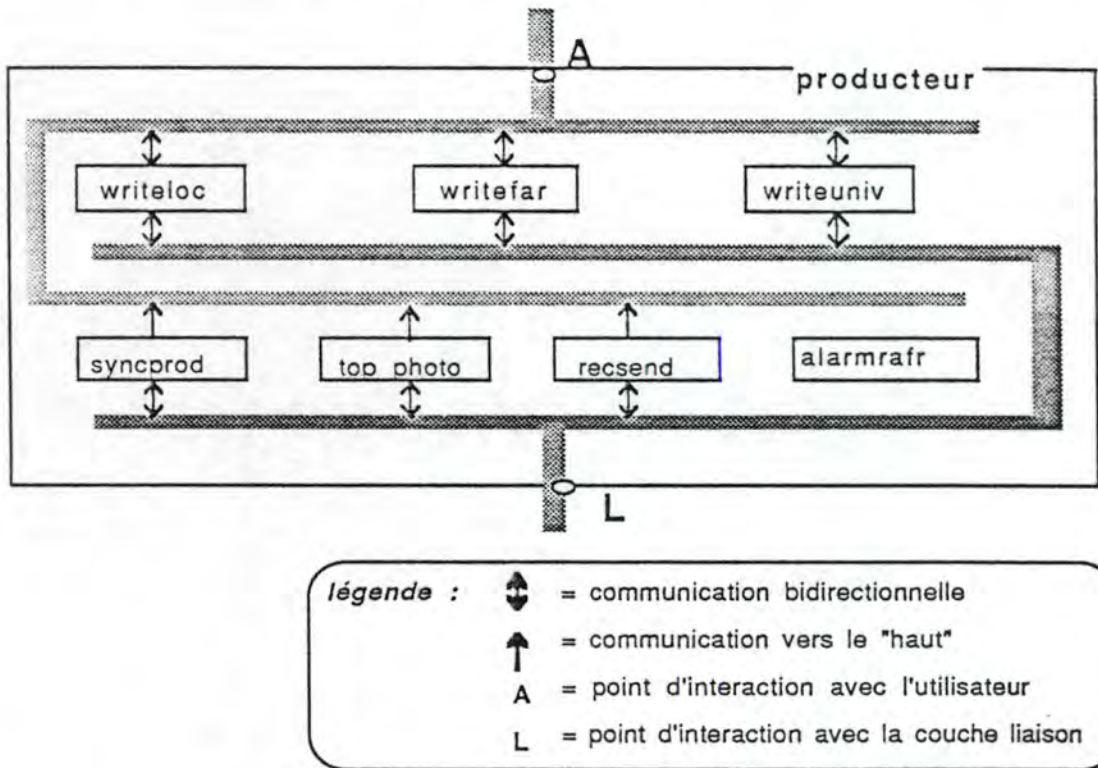 A
producteur
writeloc
writefar
writeuniv
syncprod
top photo
recsend
alarmrafr
L
légende :
= communication bidirectionnelle
= communication vers le "haut"
A = point d'interaction avec l'utilisateur
L = point d'interaction avec la couche liaison